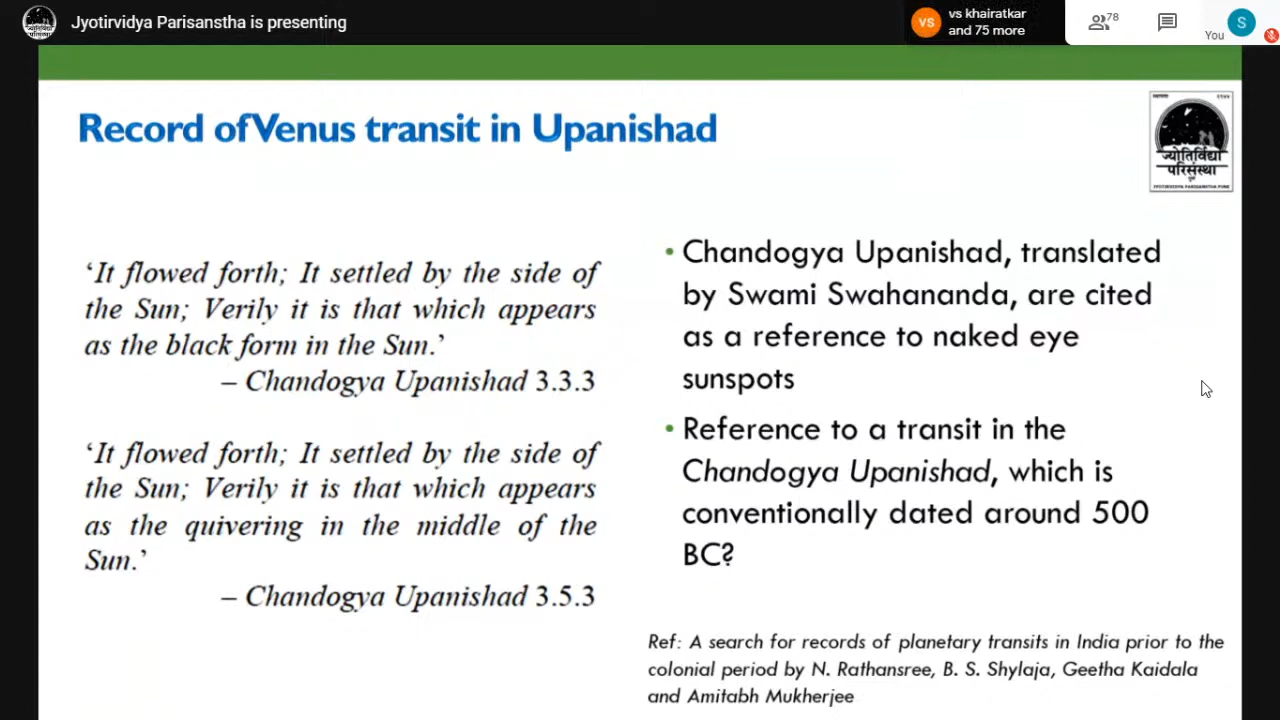 Jyotirvidya Parisanstha is presenting
VS
vs khairatkar
and 75 more
78
You
S
Record of Venus transit in Upanishad
ज्योतिर्विद्या
परिसंस्था
पुणे
JYOTIRVIDYA PARISANSTHA PUNE
‘It flowed forth; It settled by the side of
the Sun; Verily it is that which appears
as the black form in the Sun.’
– Chandogya Upanishad 3.3.3
‘It flowed forth; It settled by the side of
the Sun; Verily it is that which appears
as the quivering in the middle of the
Sun.’
– Chandogya Upanishad 3.5.3
• Chandogya Upanishad, translated
by Swami Swahananda, are cited
as a reference to naked eye
sunspots
• Reference to a transit in the
Chandogya Upanishad, which is
conventionally dated around 500
BC?
Ref: A search for records of planetary transits in India prior to the
colonial period by N. Rathansree, B. S. Shylaja, Geetha Kaidala
and Amitabh Mukherjee